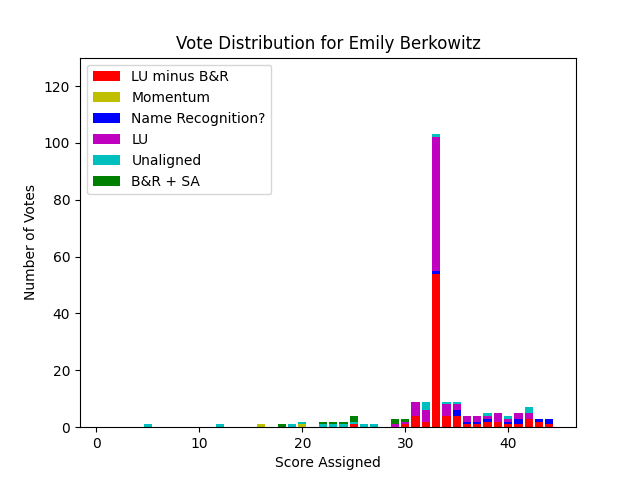 Vote Distribution for Emily Berkowitz
LU minus B&R
Momentum
Name Recognition?
LU
Unaligned
B&R + SA
Number of Votes
120
100
80
60
40
20
0
0 10 20 30 40
Score Assigned